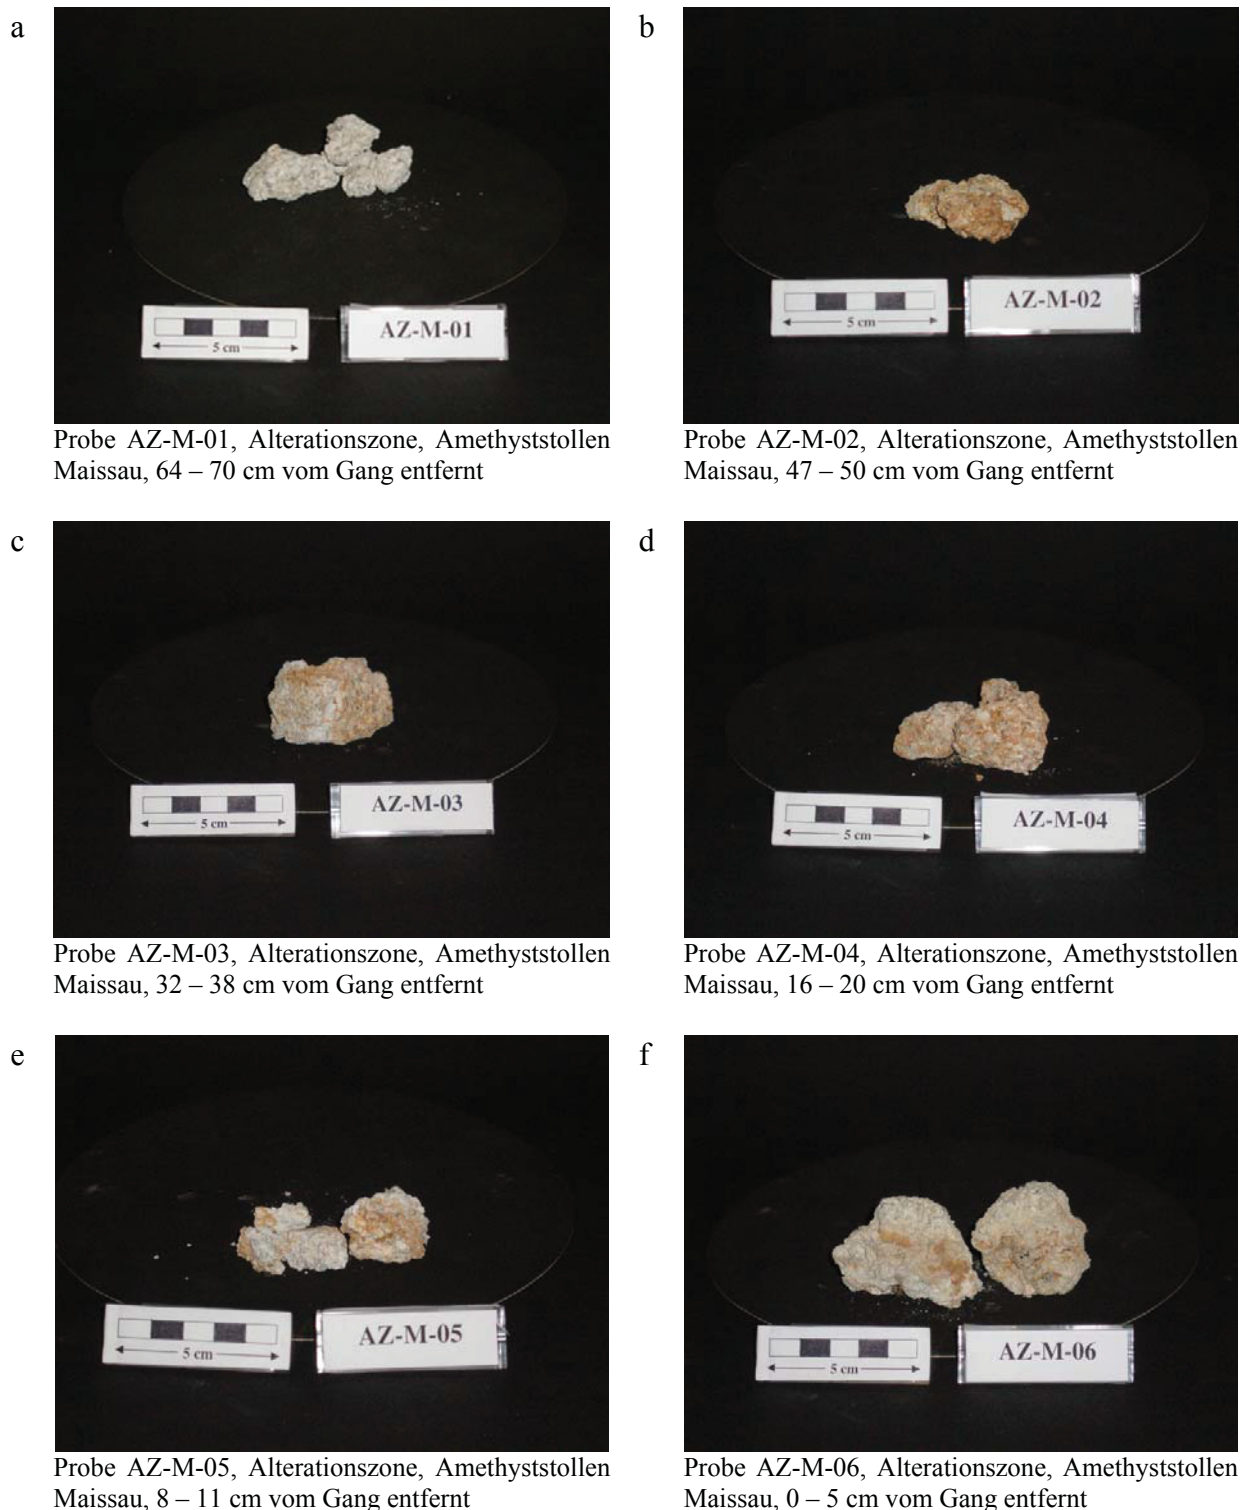 a
b
5 cm
AZ-M-01
5 cm
AZ-M-02
Probe AZ-M-01, Alterationszone, Amethyststollen
Maissau, 64 – 70 cm vom Gang entfernt
Probe AZ-M-02, Alterationszone, Amethyststollen
Maissau, 47 – 50 cm vom Gang entfernt
c
d
5 cm
AZ-M-03
5 cm
AZ-M-04
Probe AZ-M-03, Alterationszone, Amethyststollen
Maissau, 32 – 38 cm vom Gang entfernt
Probe AZ-M-04, Alterationszone, Amethyststollen
Maissau, 16 – 20 cm vom Gang entfernt
e
f
5 cm
AZ-M-05
5 cm
AZ-M-06
Probe AZ-M-05, Alterationszone, Amethyststollen
Maissau, 8 – 11 cm vom Gang entfernt
Probe AZ-M-06, Alterationszone, Amethyststollen
Maissau, 0 – 5 cm vom Gang entfernt